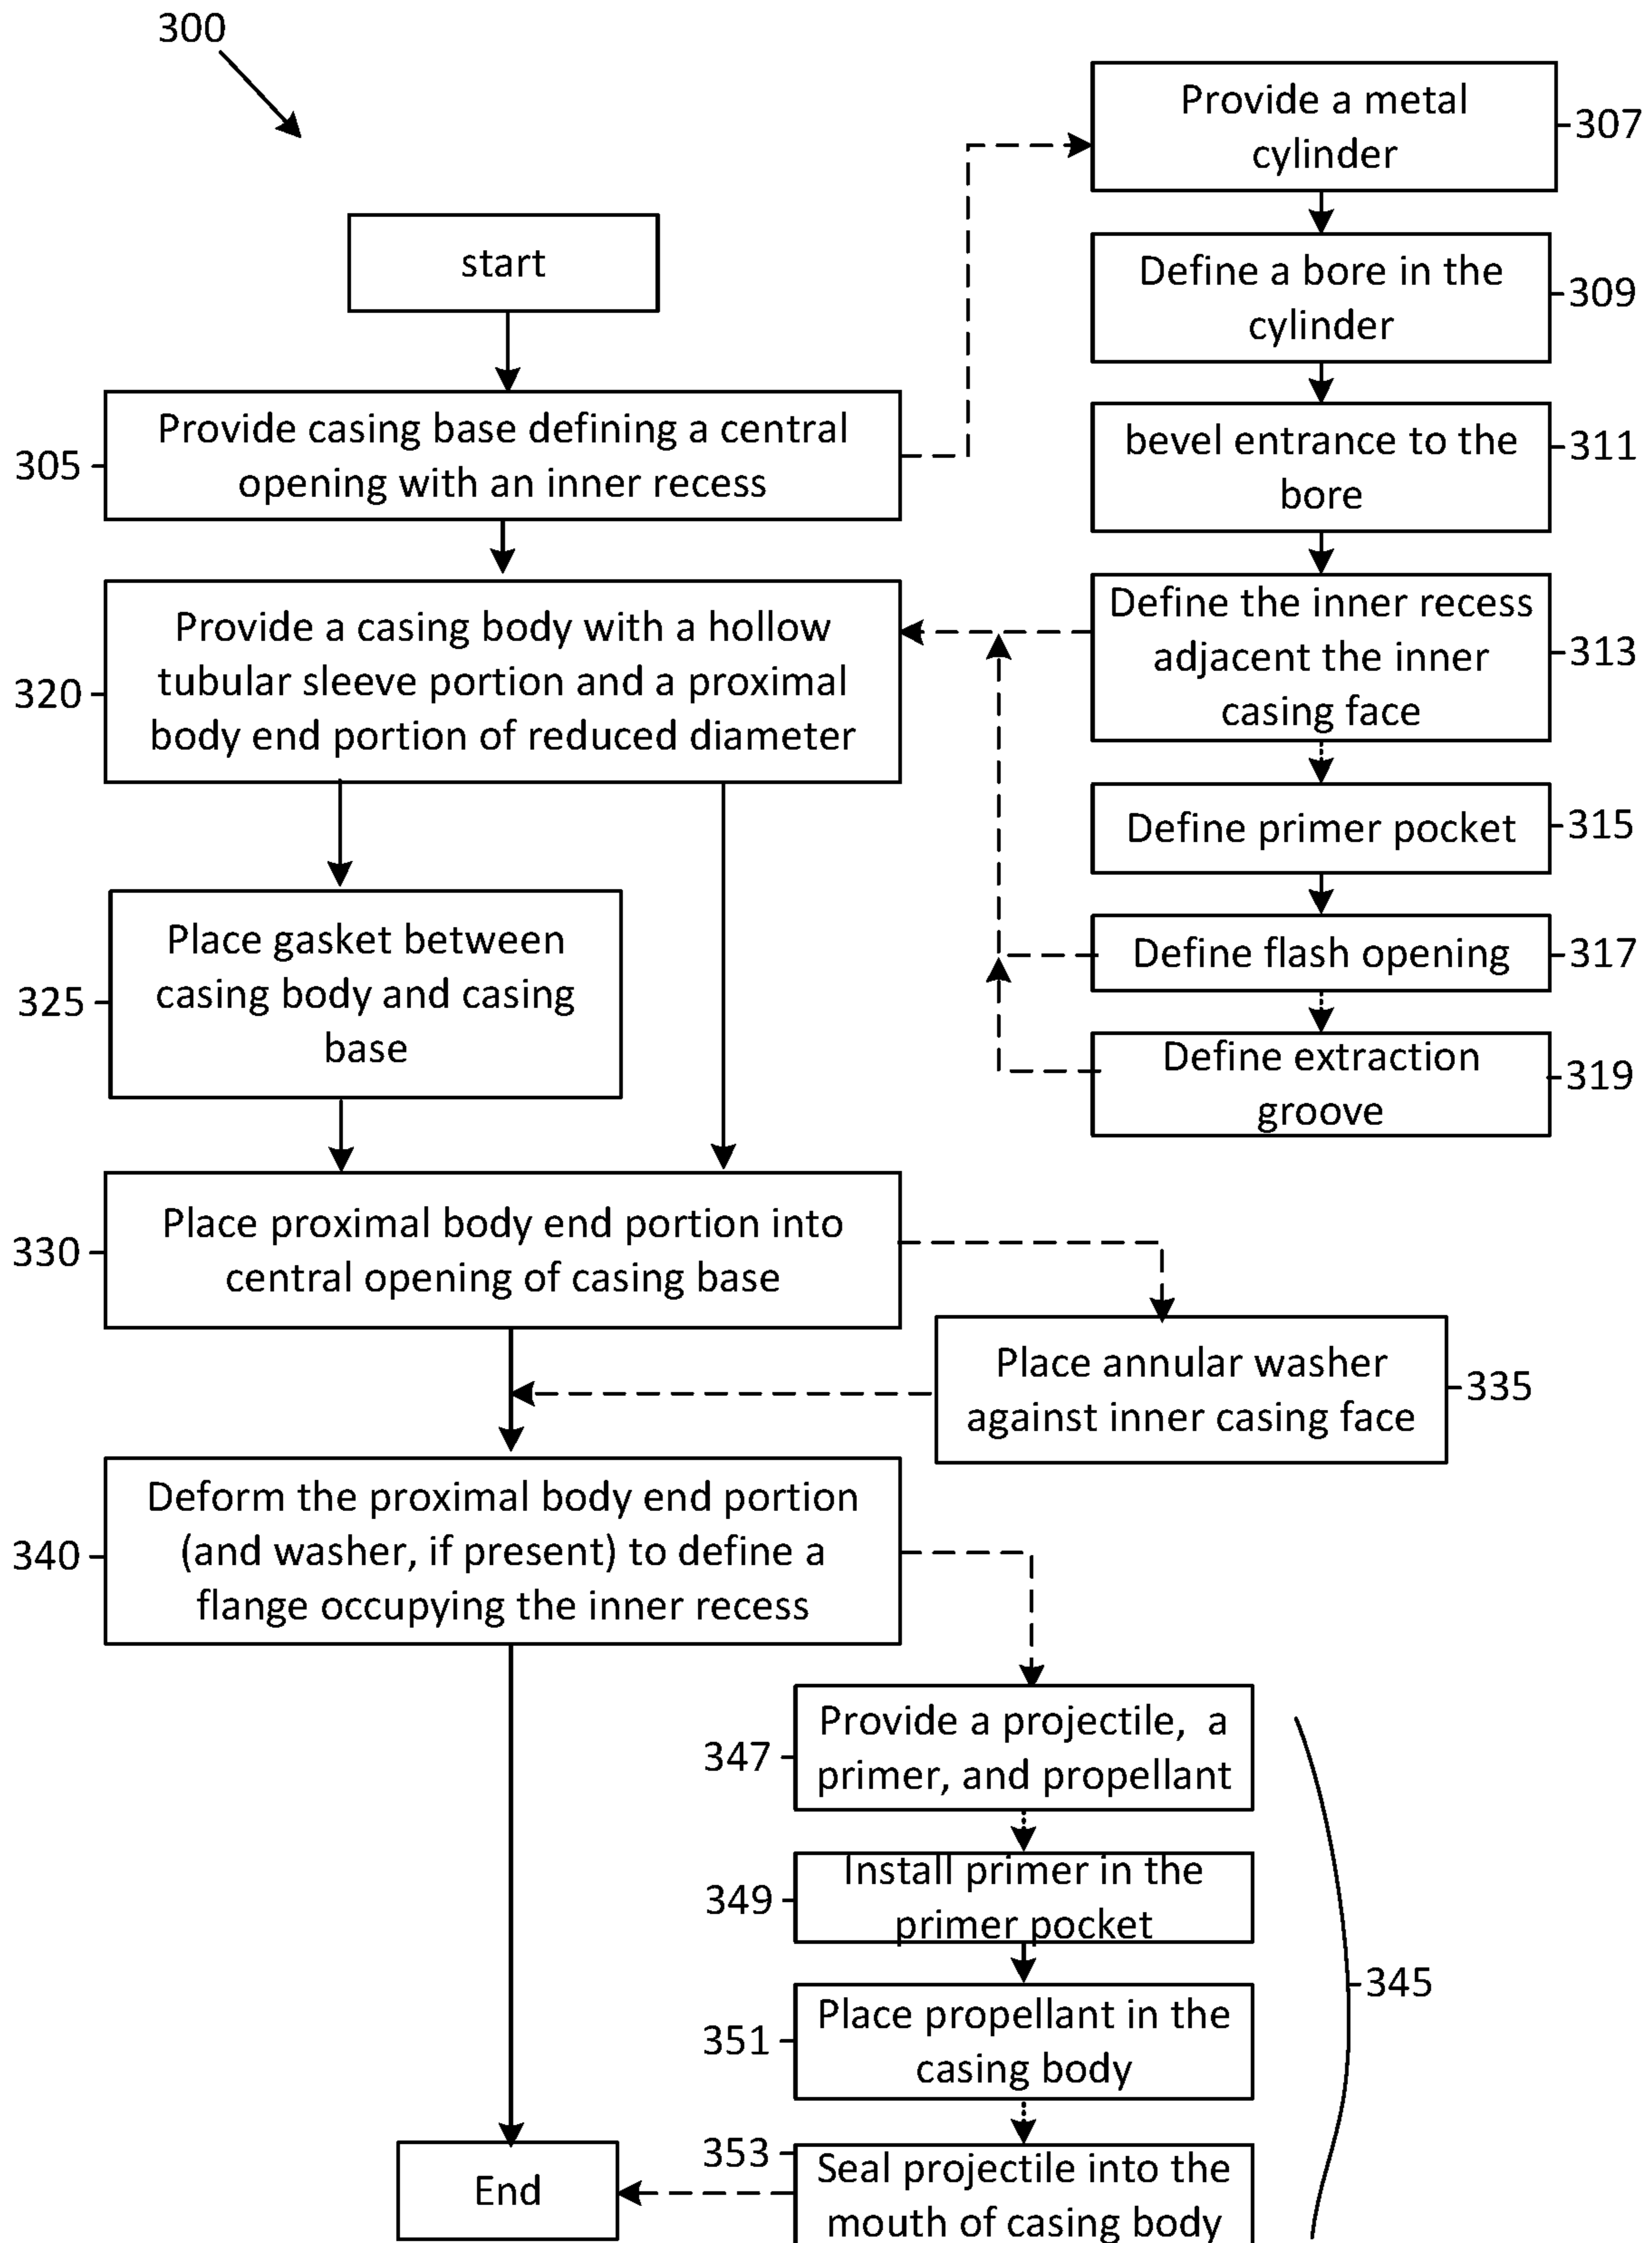 300
start
305
Provide casing base defining a central
opening with an inner recess
307
Provide a metal
cylinder
309
Define a bore in the
cylinder
311
bevel entrance to the
bore
313
Define the inner recess
adjacent the inner
casing face
315
Define primer pocket
317
Define flash opening
319
Define extraction
groove
320
Provide a casing body with a hollow
tubular sleeve portion and a proximal
body end portion of reduced diameter
325
Place gasket between
casing body and casing
base
330
Place proximal body end portion into
central opening of casing base
335
Place annular washer
against inner casing face
340
Deform the proximal body end portion
(and washer, if present) to define a
flange occupying the inner recess
345
347
Provide a projectile, a
primer, and propellant
349
Install primer in the
primer pocket
351
Place propellant in the
casing body
353
Seal projectile into the
mouth of casing body
End